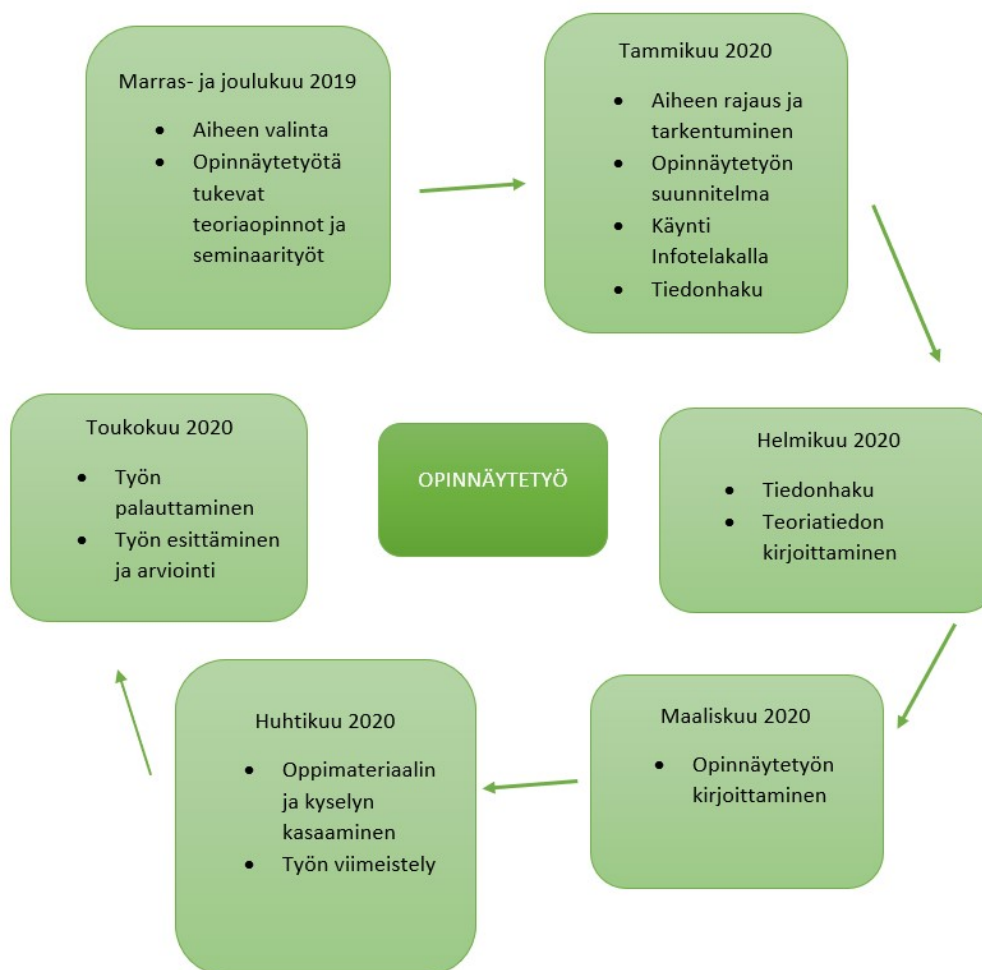 Marras- ja joulukuu 2019
• Aiheen valinta
• Opinnäytetyötä
tukevat
teoriaopinnot ja
seminaarityöt
Tammikuu 2020
• Aiheen rajaus ja
tarkentuminen
• Opinnäytetyön
suunnitelma
• Käynti
Infotelakalla
• Tiedonhaku
Helmikuu 2020
• Tiedonhaku
• Teoriatiedon
kirjoittaminen
Maaliskuu 2020
• Opinnäytetyön
kirjoittaminen
Huhtikuu 2020
• Oppimateriaalin
ja kyselyn
kasaaminen
• Työn viimeistely
Toukokuu 2020
• Työn
palauttaminen
• Työn esittäminen
ja arviointi
OPINNÄYTETYÖ